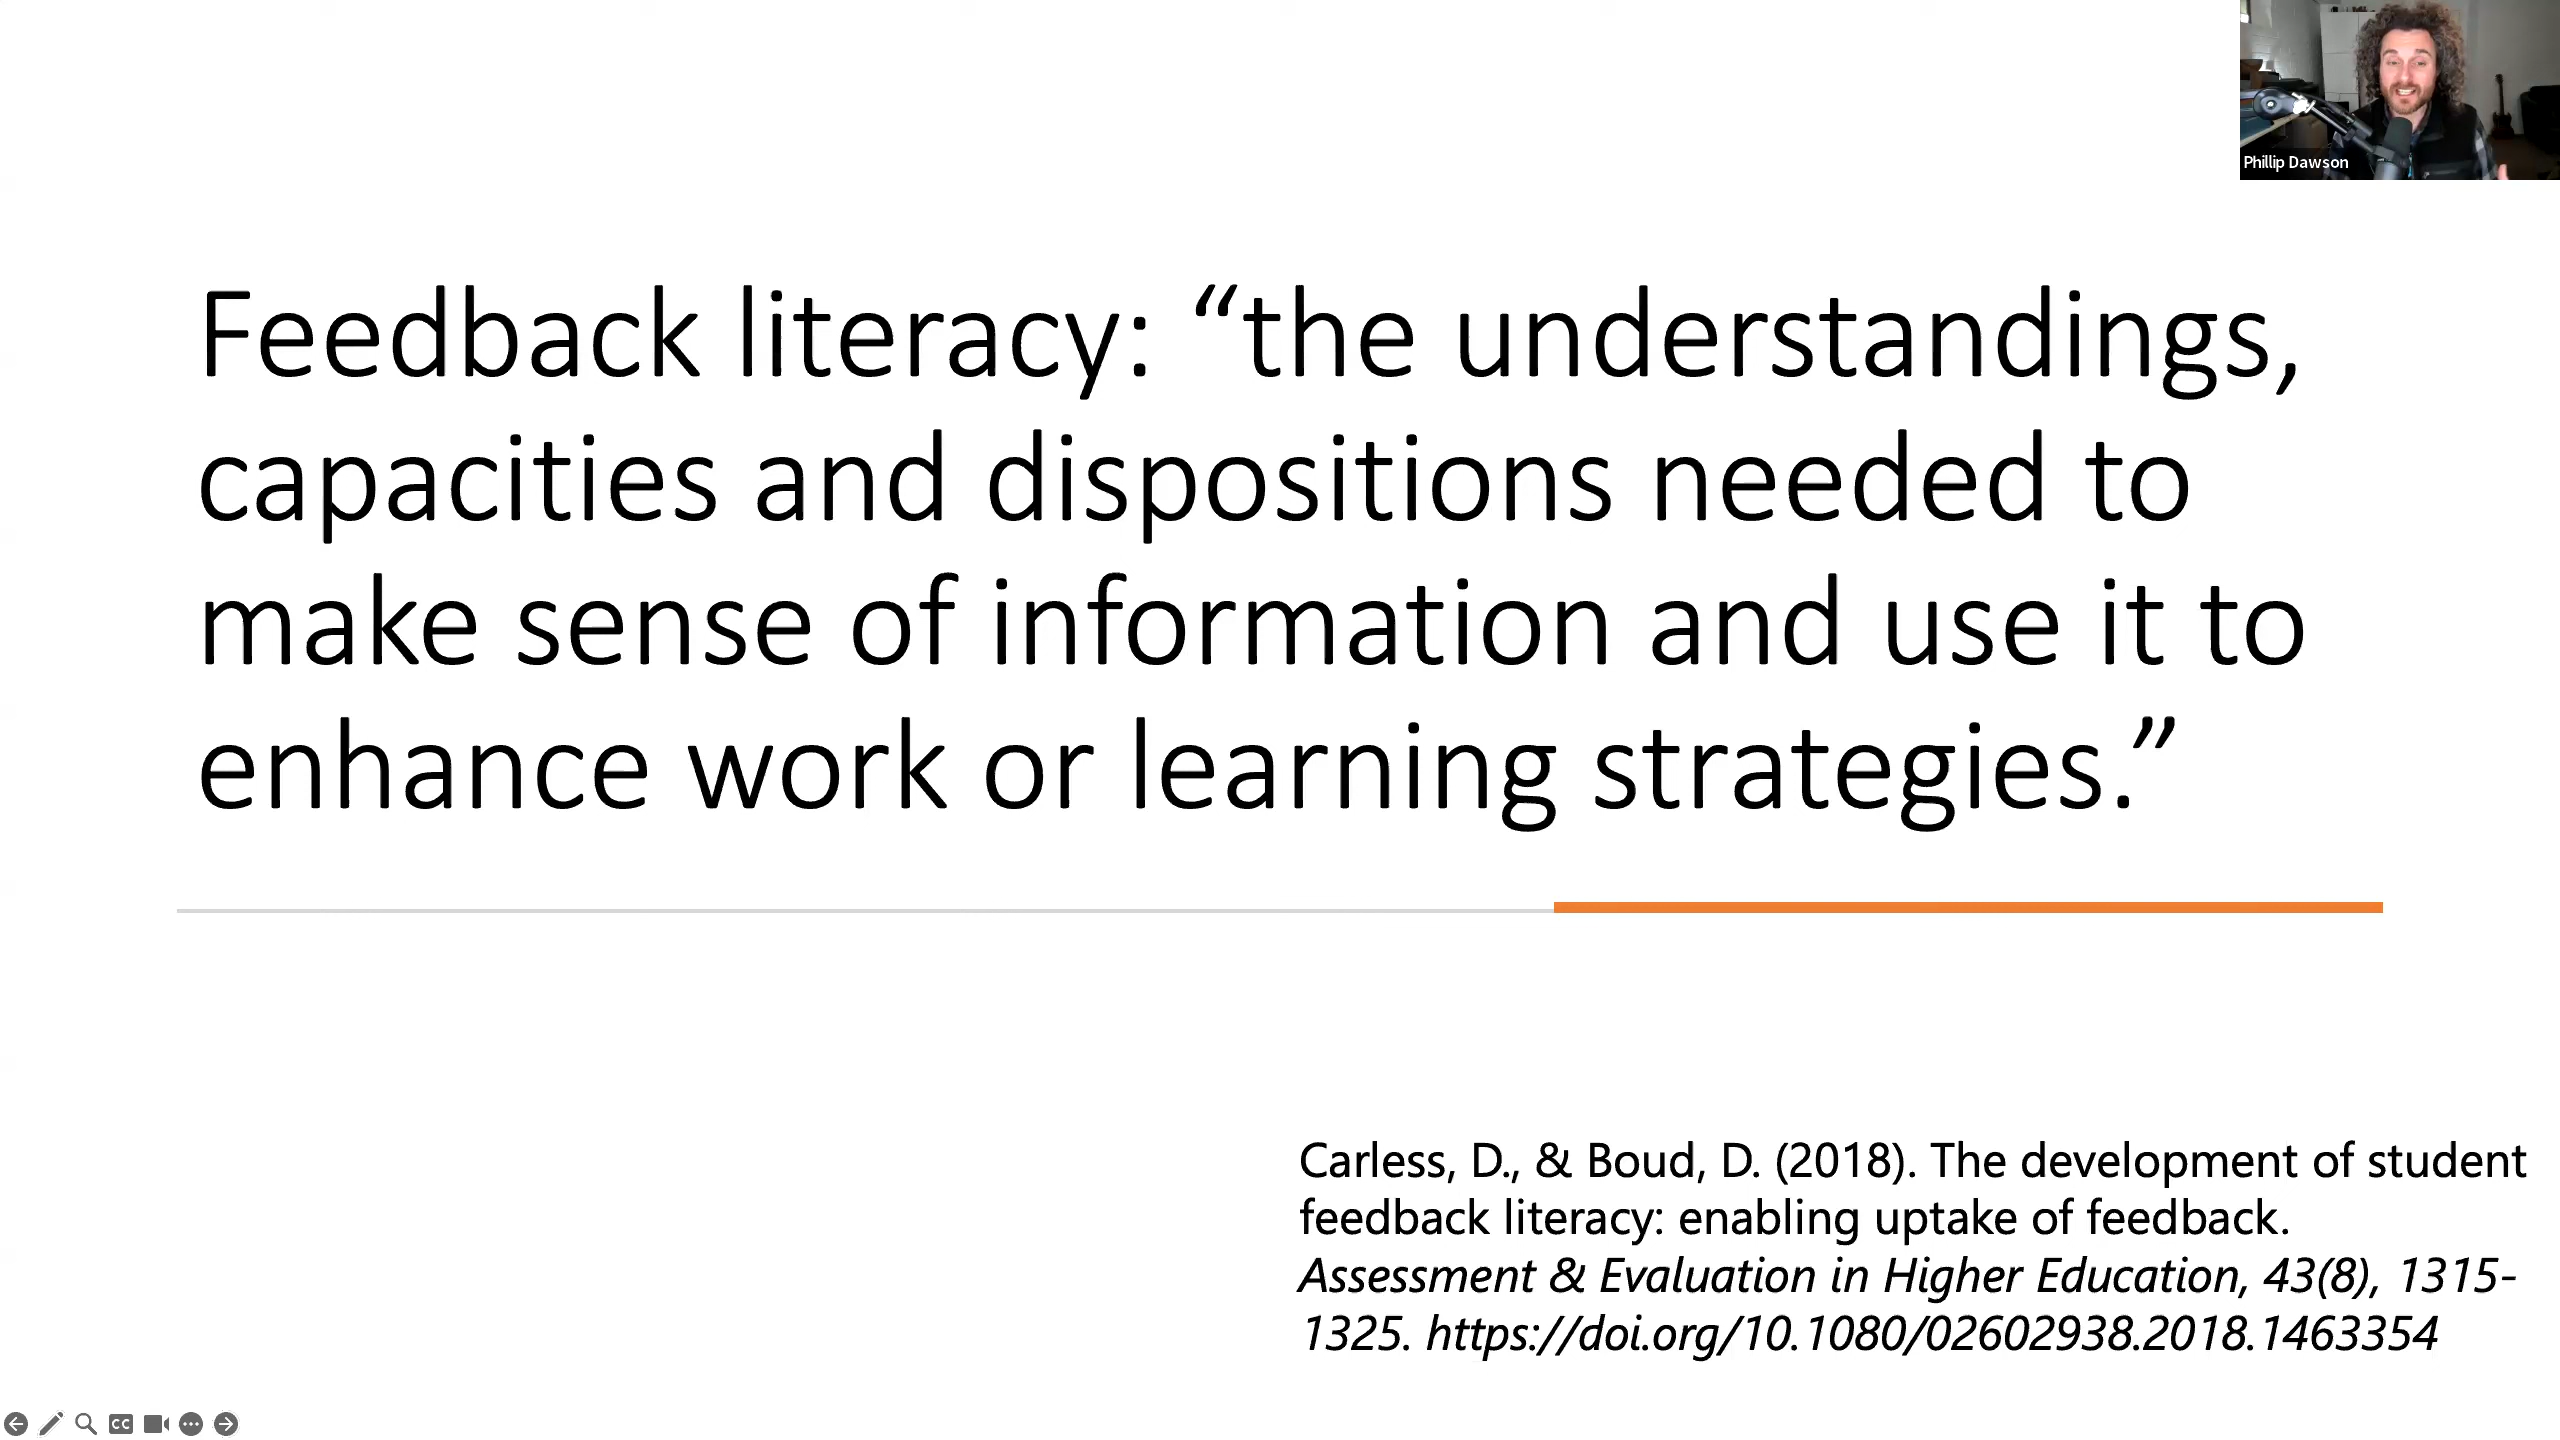 Phillip Dawson
Feedback literacy: “the understandings,
capacities and dispositions needed to
make sense of information and use it to
enhance work or learning strategies.”
Carless, D., & Boud, D. (2018). The development of student
feedback literacy: enabling uptake of feedback.
Assessment & Evaluation in Higher Education, 43(8), 1315-
1325. https://doi.org/10.1080/02602938.2018.1463354
CC